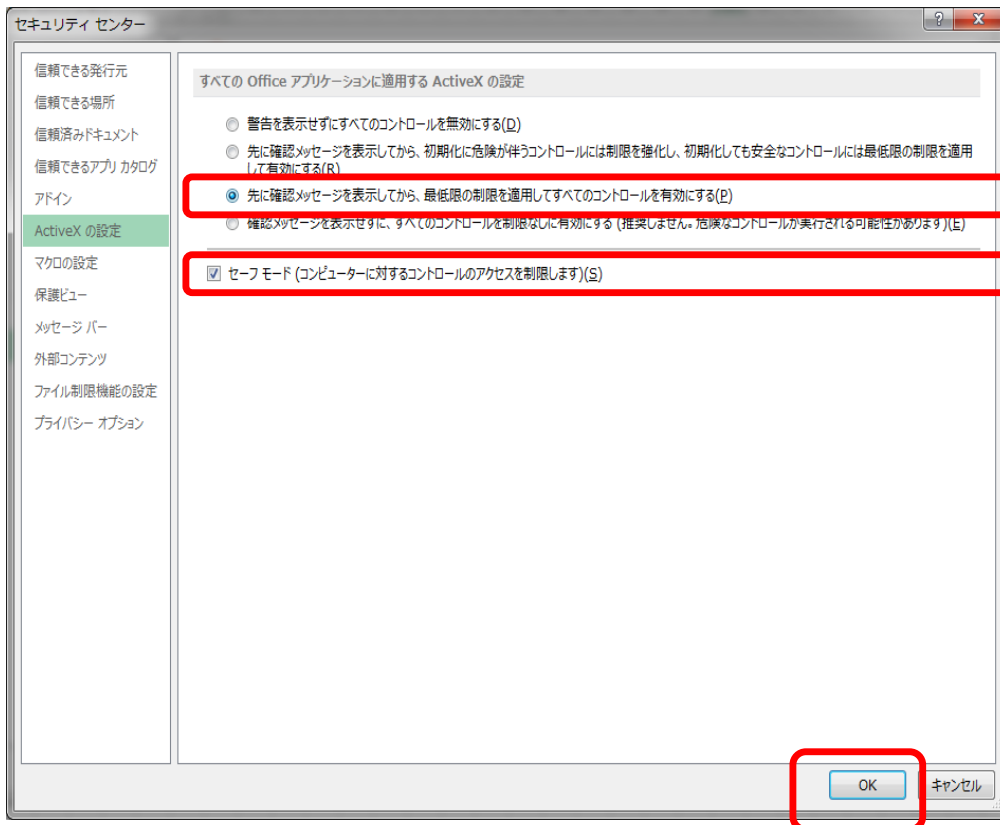 セキュリティ センター
?
X
信頼できる発行元
信頼できる場所
信頼済みドキュメント
信頼できるアプリ カタログ
アドイン
ActiveX の設定
マクロの設定
保護ビュー
メッセージ バー
外部コンテンツ
ファイル制限機能の設定
プライバシー オプション
すべての Office アプリケーションに適用する ActiveX の設定
警告を表示せずにすべてのコントロールを無効にする(D)
先に確認メッセージを表示してから、初期化に危険が伴うコントロールには制限を強化し、初期化しても安全なコントロールには最低限の制限を適用
して有効にする(R)
先に確認メッセージを表示してから、最低限の制限を適用してすべてのコントロールを有効にする(P)
確認メッセージを表示せずに、すべてのコントロールを制限なしに有効にする (推奨しません。危険なコントロールが実行される可能性があります)(E)
セーフ モード (コンピューターに対するコントロールのアクセスを制限します)(S)
OK
キャンセル